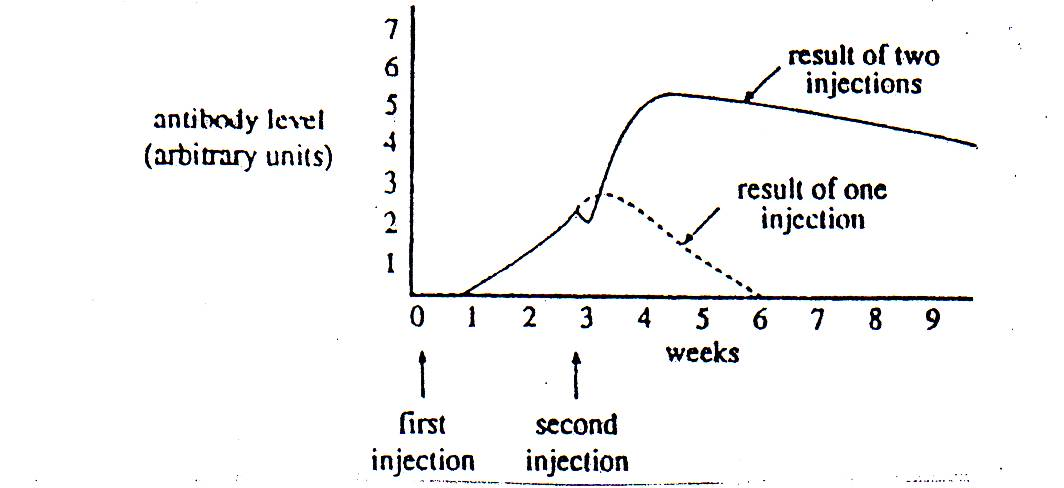 7
6
5
4
3
2
1
antibody level
(arbitrary units)
result of two
injections
result of one
injection
0 1 2 3 4 5 6 7 8 9
weeks
first
injection
second
injection